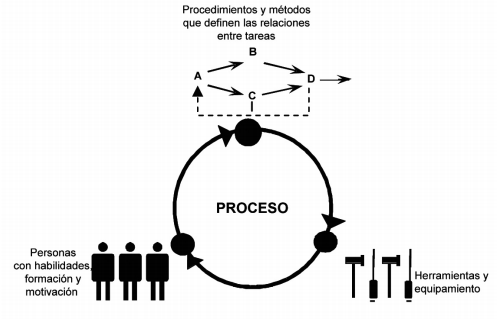 Procedimientos y métodos
que definen las relaciones
entre tareas
B
A
D
C
PROCESO
Personas
con habilidades,
formación y
motivación
Herramientas y
equipamiento